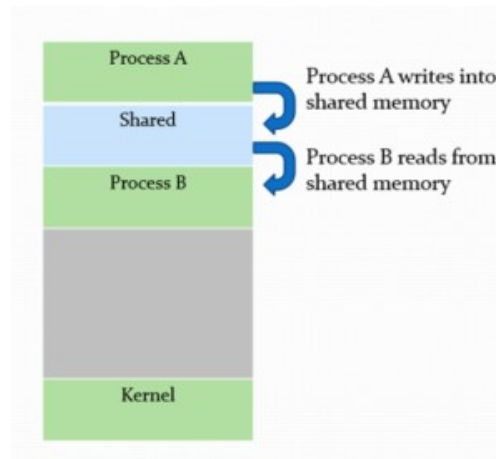 Process A
Process A writes into
shared memory
Shared
Process B reads from
shared memory
Process B
Kernel